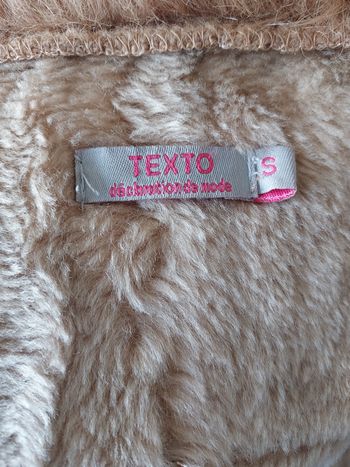 TEXTO
S
déclaration de mode